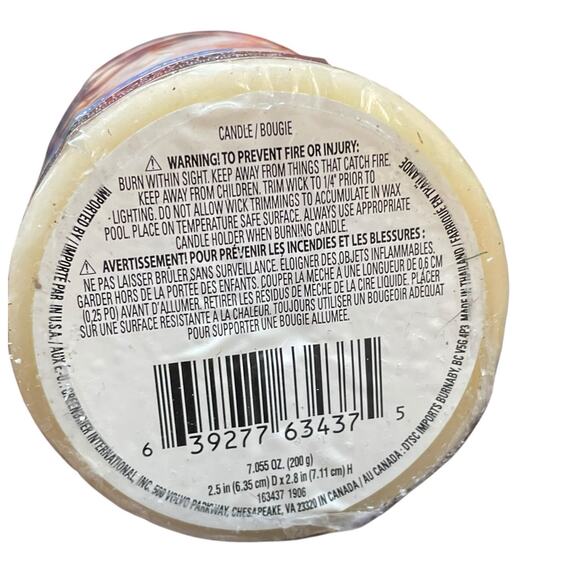 CANDLE / BOUGIE
⚠ WARNING! TO PREVENT FIRE OR INJURY:
BURN WITHIN SIGHT. KEEP AWAY FROM THINGS THAT CATCH FIRE.
KEEP AWAY FROM CHILDREN. TRIM WICK TO 1/4" PRIOR TO
LIGHTING. DO NOT ALLOW WICK TRIMMINGS TO ACCUMULATE IN WAX
POOL. PLACE ON TEMPERATURE SAFE SURFACE. ALWAYS USE APPROPRIATE
CANDLE HOLDER WHEN BURNING CANDLE.
⚠ AVERTISSEMENT! POUR PRÉVENIR LES INCENDIES ET LES BLESSURES :
NE PAS LAISSER BRÛLER SANS SURVEILLANCE. ÉLOIGNER DES OBJETS INFLAMMABLES.
GARDER HORS DE LA PORTÉE DES ENFANTS. COUPER LA MÈCHE À UNE LONGUEUR DE 0,6 CM
(0.25 PO) AVANT D'ALLUMER. RETIRER LES RÉSIDUS DE MÈCHE DE LA CIRE LIQUIDE. PLACER
SUR UNE SURFACE RÉSISTANTE À LA CHALEUR. TOUJOURS UTILISER UN BOUGEOIR ADÉQUAT
POUR SUPPORTER UNE BOUGIE ALLUMÉE.
6 39277 63437 5
7.055 OZ. (200 g)
2.5 in (6.35 cm) D x 2.8 in (7.11 cm) H
163437 1906
IMPORTED BY / IMPORTÉ PAR IN U.S.A. / AUX É.-U.: GREENBRIER INTERNATIONAL, INC. 500 VOLVO PARKWAY, CHESAPEAKE, VA 23320 IN CANADA / AU CANADA : DTSC IMPORTS BURNABY, BC V5G 4P3 MADE IN THAILAND / FABRIQUÉ EN THAÏLANDE